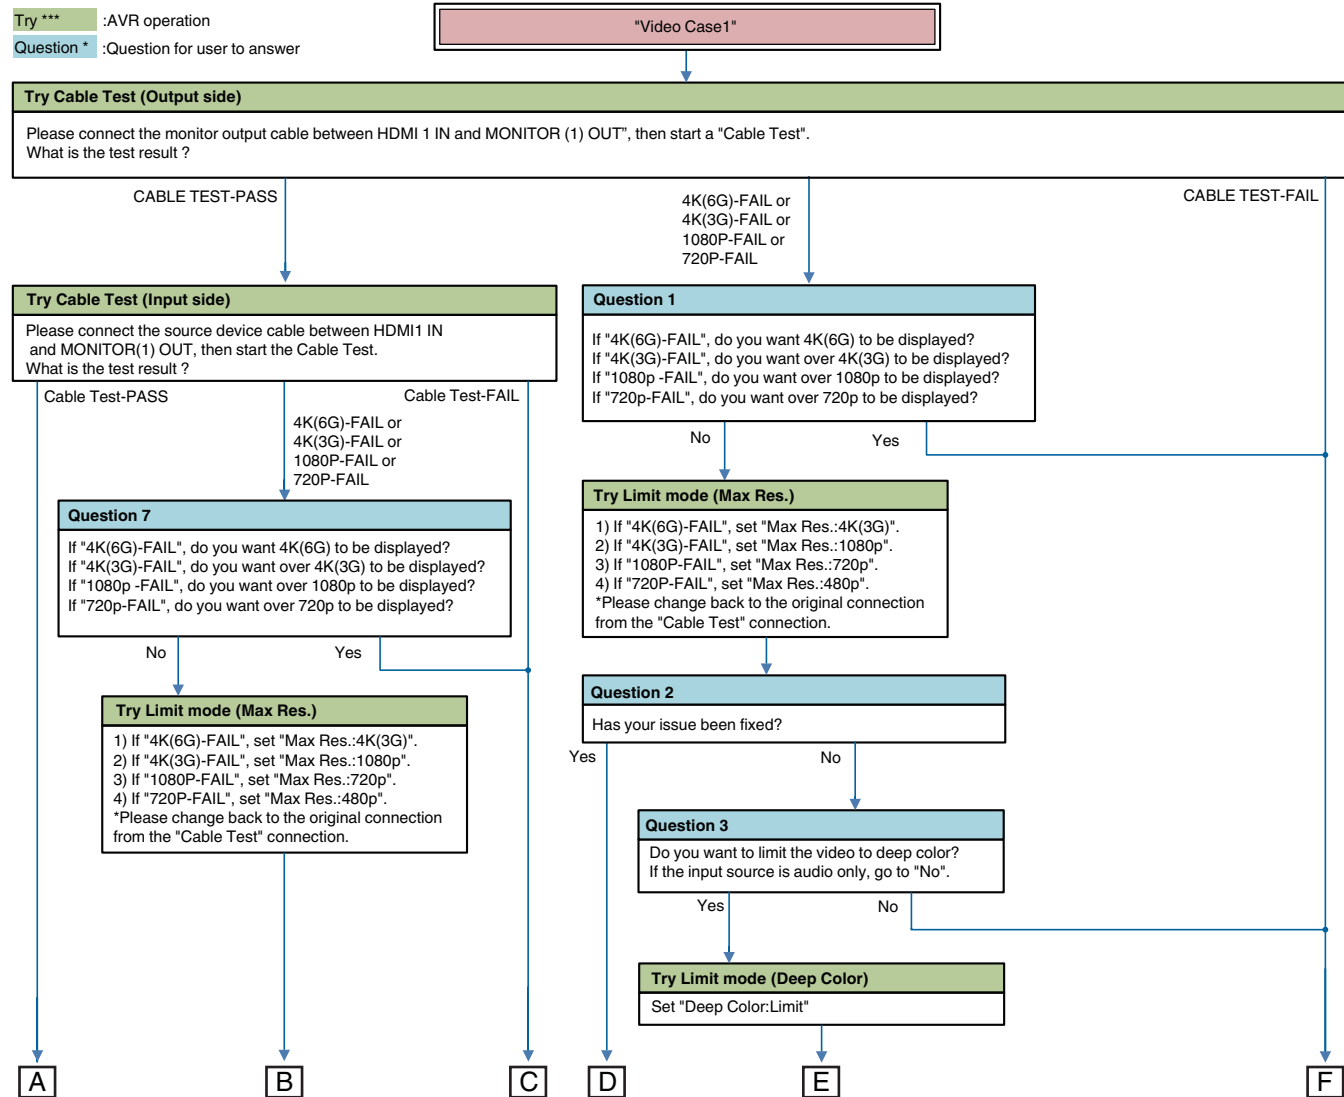 Try *** :AVR operation
Question * :Question for user to answer
"Video Case1"
Try Cable Test (Output side)
Please connect the monitor output cable between HDMI 1 IN and MONITOR (1) OUT”, then start a "Cable Test".
What is the test result ?
CABLE TEST-PASS
4K(6G)-FAIL or
4K(3G)-FAIL or
1080P-FAIL or
720P-FAIL
CABLE TEST-FAIL
Try Cable Test (Input side)
Please connect the source device cable between HDMI1 IN
and MONITOR(1) OUT, then start the Cable Test.
What is the test result ?
Cable Test-PASS
4K(6G)-FAIL or
4K(3G)-FAIL or
1080P-FAIL or
720P-FAIL
Cable Test-FAIL
Question 7
If "4K(6G)-FAIL", do you want 4K(6G) to be displayed?
If "4K(3G)-FAIL", do you want over 4K(3G) to be displayed?
If "1080p -FAIL", do you want over 1080p to be displayed?
If "720p-FAIL", do you want over 720p to be displayed?
No
Yes
Try Limit mode (Max Res.)
1) If "4K(6G)-FAIL", set "Max Res.:4K(3G)".
2) If "4K(3G)-FAIL", set "Max Res.:1080p".
3) If "1080P-FAIL", set "Max Res.:720p".
4) If "720P-FAIL", set "Max Res.:480p".
*Please change back to the original connection
from the "Cable Test" connection.
Question 1
If "4K(6G)-FAIL", do you want 4K(6G) to be displayed?
If "4K(3G)-FAIL", do you want over 4K(3G) to be displayed?
If "1080p -FAIL", do you want over 1080p to be displayed?
If "720p-FAIL", do you want over 720p to be displayed?
No
Yes
Try Limit mode (Max Res.)
1) If "4K(6G)-FAIL", set "Max Res.:4K(3G)".
2) If "4K(3G)-FAIL", set "Max Res.:1080p".
3) If "1080P-FAIL", set "Max Res.:720p".
4) If "720P-FAIL", set "Max Res.:480p".
*Please change back to the original connection
from the "Cable Test" connection.
Question 2
Has your issue been fixed?
Yes
No
Question 3
Do you want to limit the video to deep color?
If the input source is audio only, go to "No".
Yes
No
Try Limit mode (Deep Color)
Set "Deep Color:Limit"
A
B
C
D
E
F